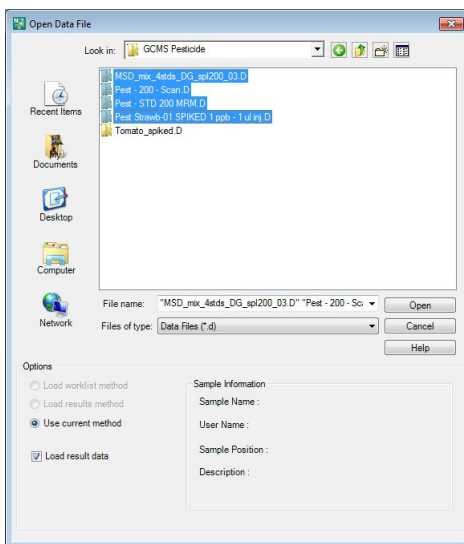 Open Data File
Look in: GCMS Pesticide
MSD_mix_4stds_DG_spl200_03.D
Pest - 200 - Scan.D
Pest - STD 200 MRM.D
Pest Strawb-01 SPIKED 1 ppb - 1 ul inj.D
Tomato_spiked.D
Recent Items
Documents
Desktop
Computer
Network
File name: "MSD_mix_4stds_DG_spl200_03.D" "Pest - 200 - Sc
Open
Files of type: Data Files (*.d)
Cancel
Help
Options
Load worklist method
Load results method
Use current method
Load result data
Sample Information
Sample Name :
User Name :
Sample Position :
Description :